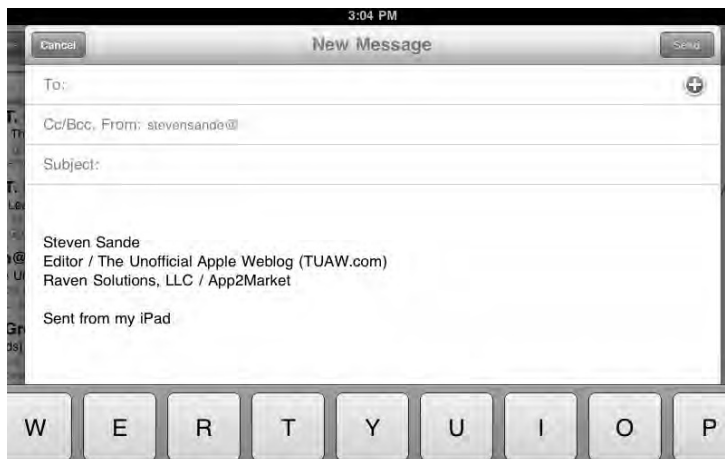 3:04 PM
Cancel New Message Send
To:
Cc/Bcc, From: stevensande@
Subject:
Steven Sande
Editor / The Unofficial Apple Weblog (TUAW.com)
Raven Solutions, LLC / App2Market
Sent from my iPad
W E R T Y U I O P